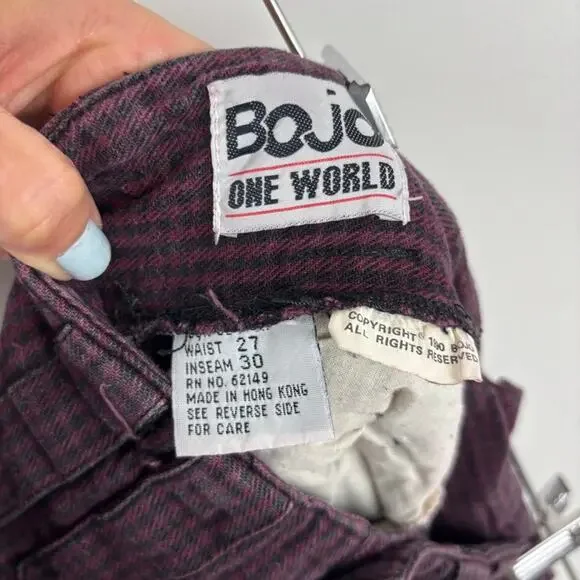 Bojo
ONE WORLD
WAIST 27
INSEAM 30
RN NO. 62149
MADE IN HONG KONG
SEE REVERSE SIDE
FOR CARE
COPYRIGHT
ALL RIGHTS RESERVED